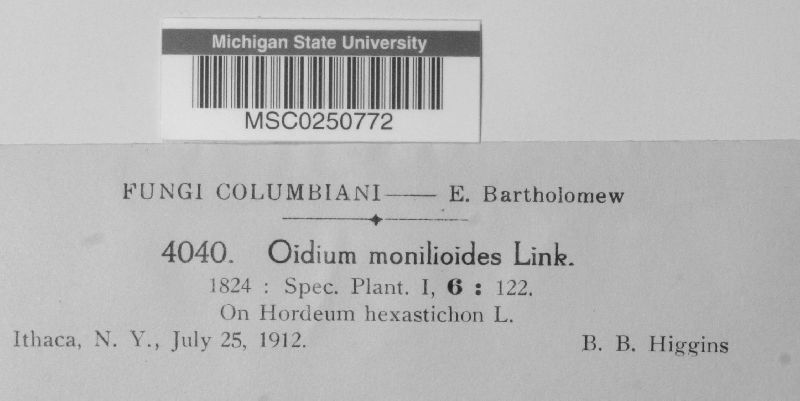 Michigan State University
MSC0250772
FUNGI COLUMBIANI—— E. Bartholomew
4040. Oidium monilioides Link.
1824 : Spec. Plant. I, 6 : 122.
On Hordeum hexastichon L.
Ithaca, N. Y., July 25, 1912. B. B. Higgins